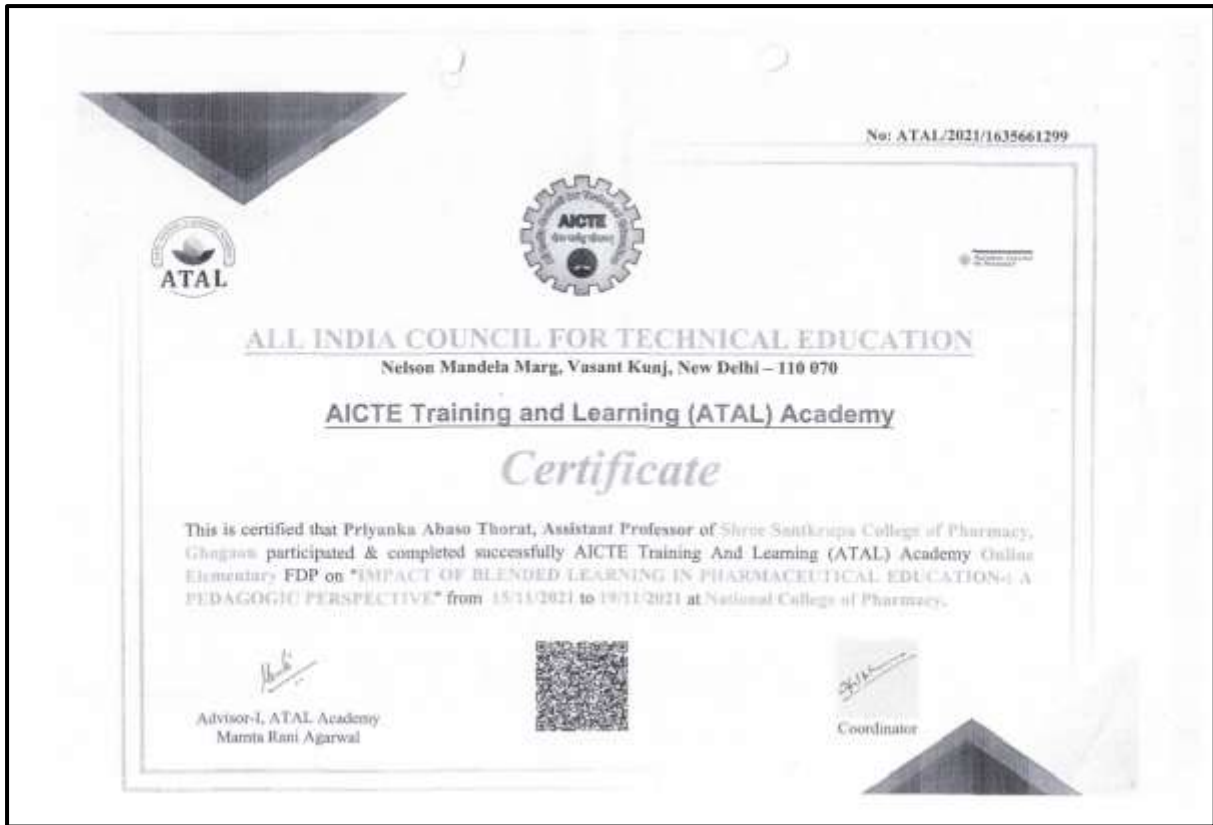 No: ATAL/2021/1635661299
AICTE
ATAL
ALL INDIA COUNCIL FOR TECHNICAL EDUCATION
Nelson Mandela Marg, Vasant Kunj, New Delhi – 110 070
AICTE Training and Learning (ATAL) Academy
Certificate
This is certified that Priyanka Abaso Thorat, Assistant Professor of Shree Santkrupa College of Pharmacy,
Ghogaon participated & completed successfully AICTE Training And Learning (ATAL) Academy Online
Elementary FDP on "IMPACT OF BLENDED LEARNING IN PHARMACEUTICAL EDUCATION-: A
PEDAGOGIC PERSPECTIVE" from 15/11/2021 to 19/11/2021 at National College of Pharmacy.
Advisor-I, ATAL Academy
Mamta Rani Agarwal
Coordinator